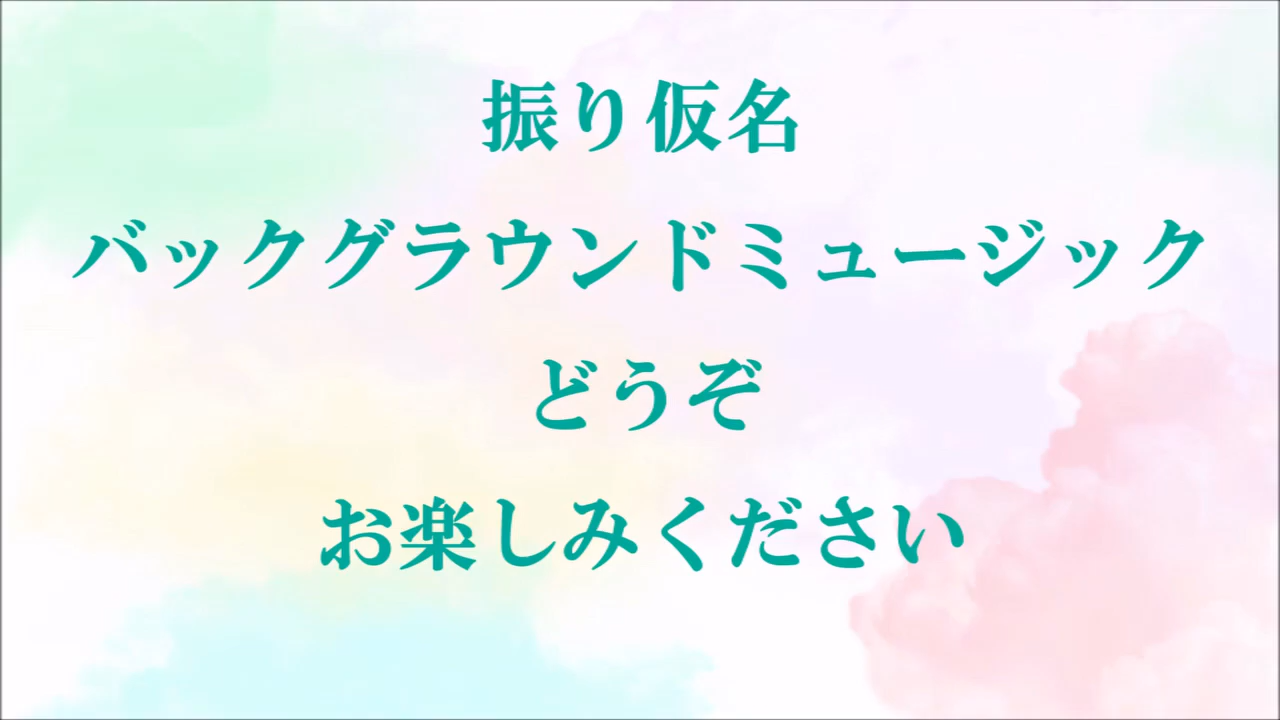 振り仮名
バックグラウンドミュージック
どうぞ
お楽しみください